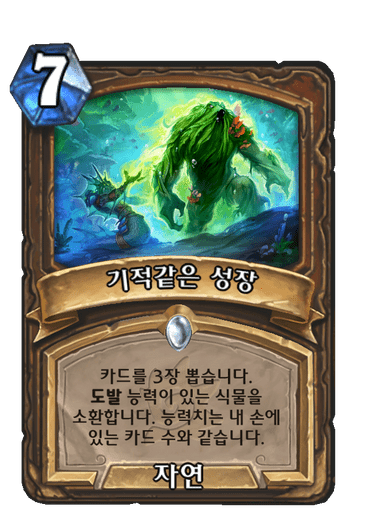 7
기적같은 성장
카드를 3장 뽑습니다.
도발 능력이 있는 식물을
소환합니다. 능력치는 내 손에
있는 카드 수와 같습니다.
자연